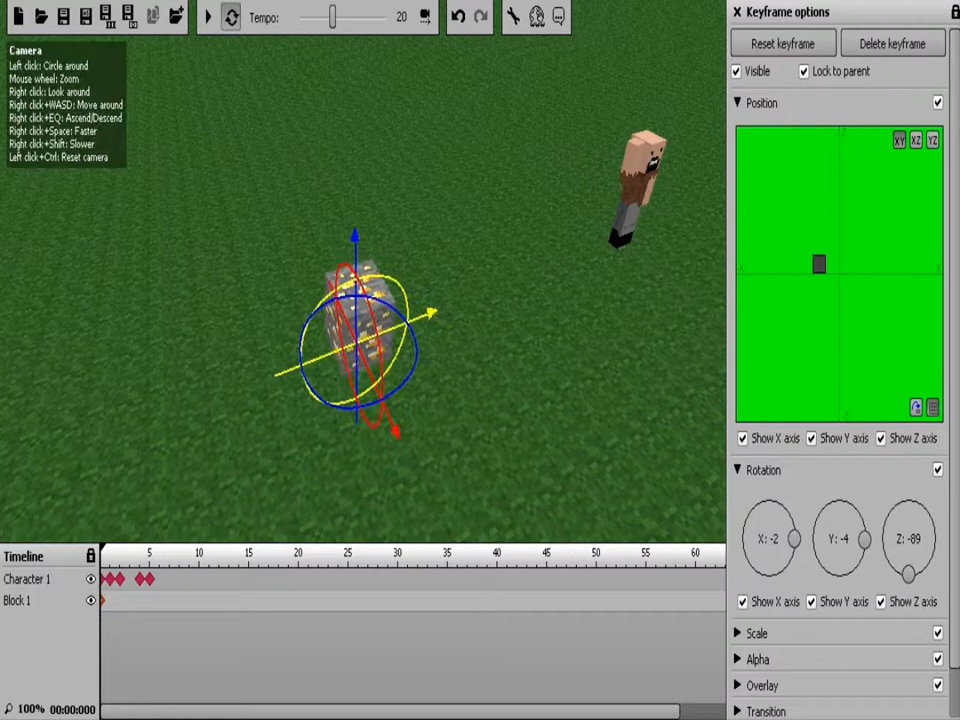 Tempo: 20
Camera
Left click: Circle around
Mouse wheel: Zoom
Right click: Look around
Right click+WASD: Move around
Right click+EQ: Ascend/Descend
Right click+Space: Faster
Right click+Shift: Slower
Left click+Ctrl: Reset camera
Keyframe options
Reset keyframe Delete keyframe
Visible Lock to parent
Position
XY XZ YZ
Show X axis Show Y axis Show Z axis
Rotation
X: -2 Y: -4 Z: -89
Show X axis Show Y axis Show Z axis
Scale
Alpha
Overlay
Transition
Timeline 5 10 15 20 25 30 35 40 45 50 55 60
Character 1
Block 1
100% 00:00:000